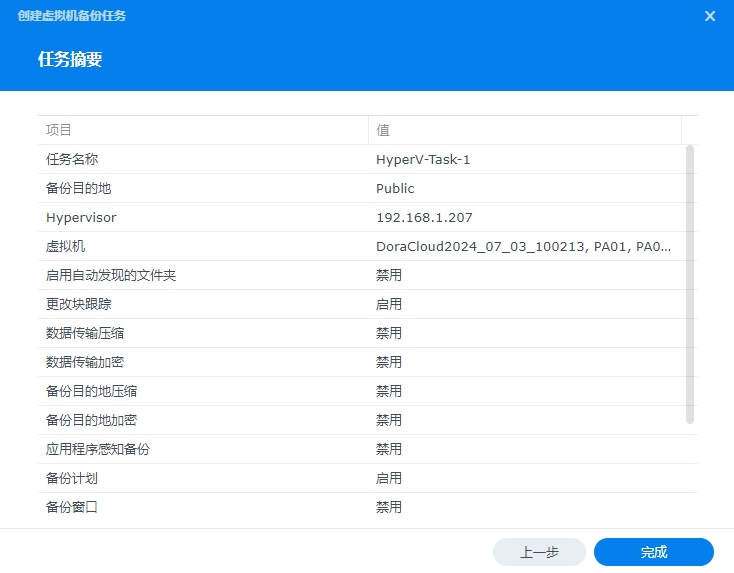 创建虚拟机备份任务
任务摘要
项目 值
任务名称 HyperV-Task-1
备份目的地 Public
Hypervisor 192.168.1.207
虚拟机 DoraCloud2024_07_03_100213, PA01, PA0...
启用自动发现的文件夹 禁用
更改块跟踪 启用
数据传输压缩 禁用
数据传输加密 禁用
备份目的地压缩 禁用
备份目的地加密 禁用
应用程序感知备份 禁用
备份计划 启用
备份窗口 禁用
上一步 完成